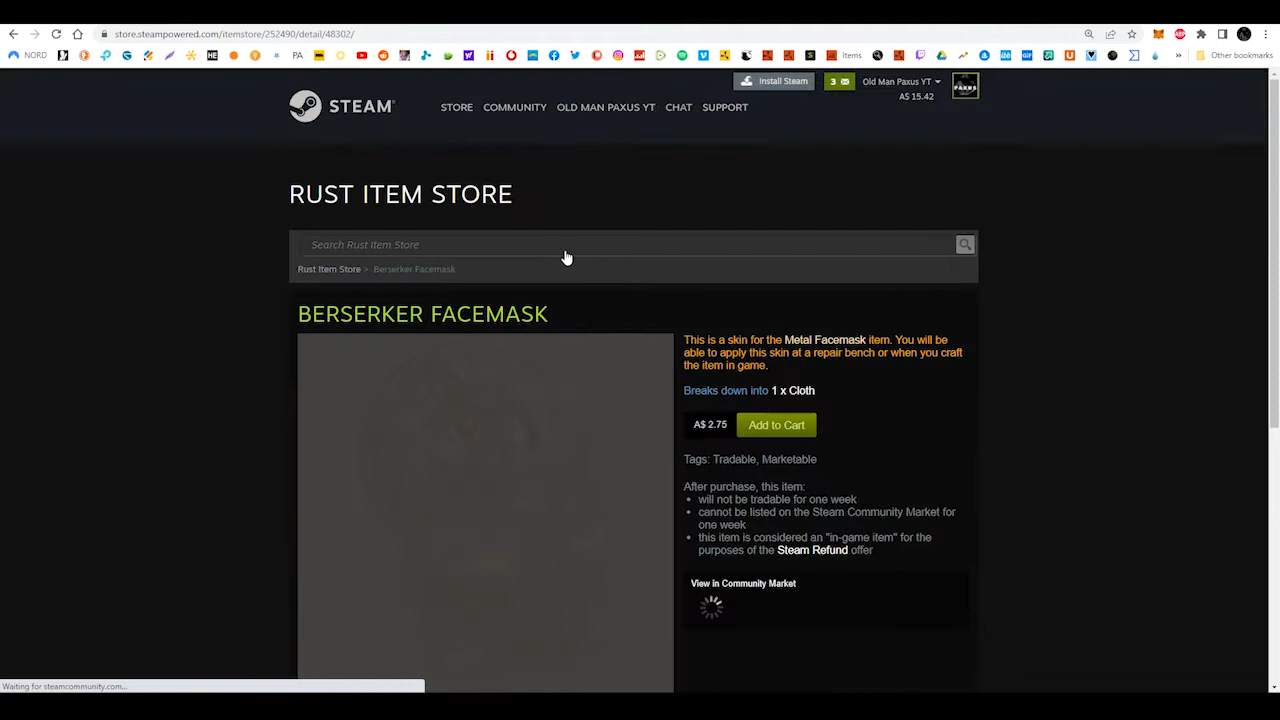 store.steampowered.com/itemstore/252490/detail/48302/
NORD
HE
PA
Items
Other bookmarks
Install Steam
3
Old Man Paxus YT
A$ 15.42
PAXUS
STEAM
STORE
COMMUNITY
OLD MAN PAXUS YT
CHAT
SUPPORT
RUST ITEM STORE
Search Rust Item Store
Rust Item Store > Berserker Facemask
BERSERKER FACEMASK
This is a skin for the Metal Facemask item. You will be
able to apply this skin at a repair bench or when you craft
the item in game.
Breaks down into 1 x Cloth
A$ 2.75
Add to Cart
Tags: Tradable, Marketable
After purchase, this item:
• will not be tradable for one week
• cannot be listed on the Steam Community Market for
one week
• this item is considered an "in-game item" for the
purposes of the Steam Refund offer
View in Community Market
Waiting for steamcommunity.com...